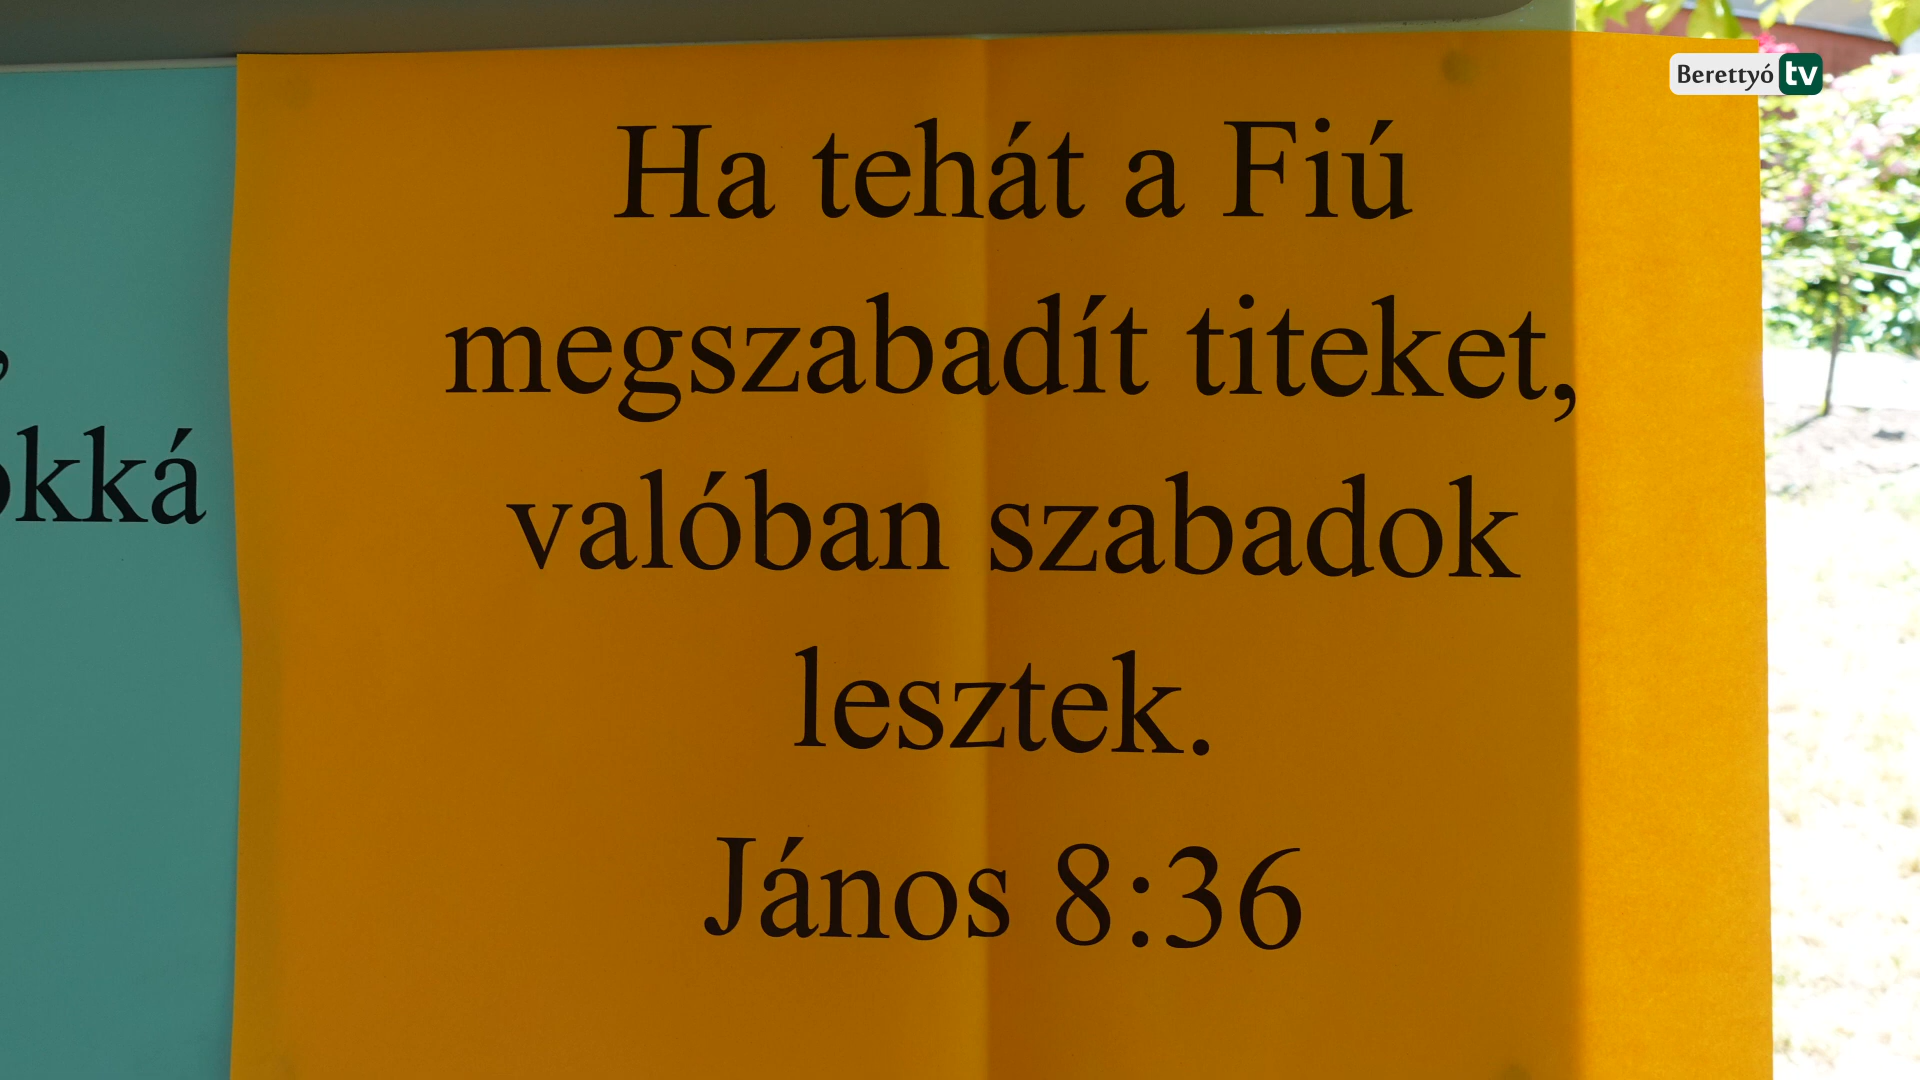 Berettyó tv
Ha tehát a Fiú
megszabadít titeket,
valóban szabadok
lesztek.
János 8:36